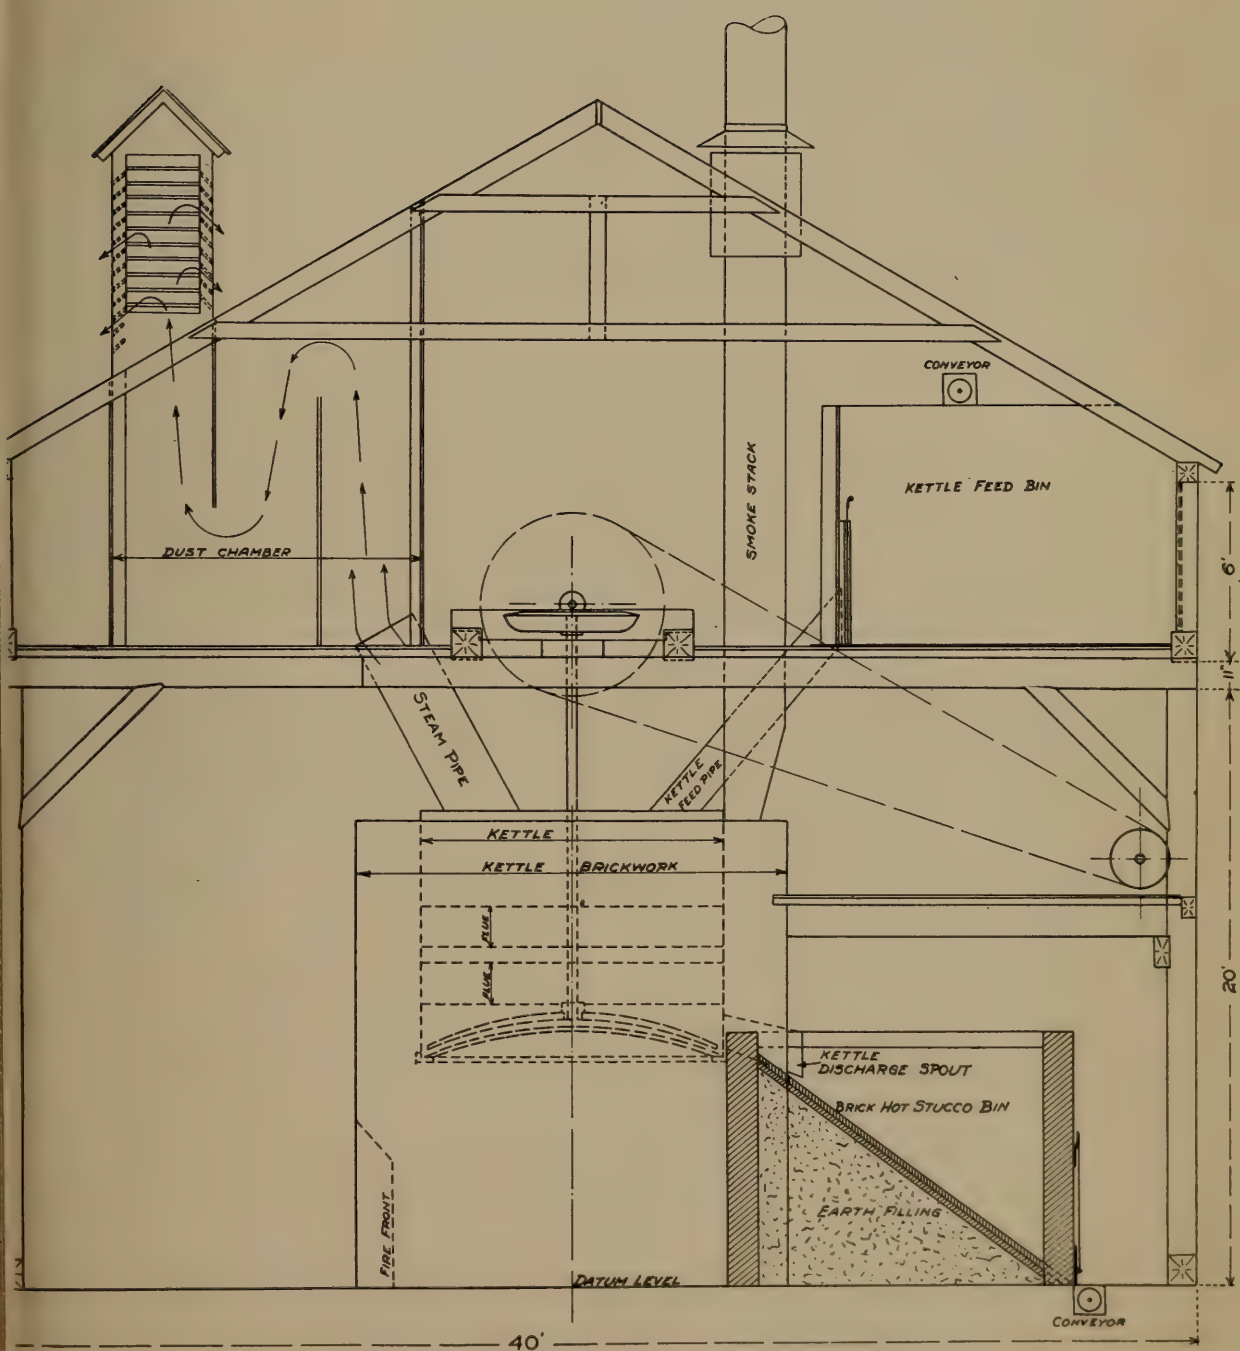 CONVEYOR
KETTLE FEED BIN
SMOKE STACK
DUST CHAMBER
6'
11"
STEAM PIPE
KETTLE
FEED PIPE
KETTLE
KETTLE BRICKWORK
FLUE
FLUE
20'
KETTLE
DISCHARGE SPOUT
BRICK HOT STUCCO BIN
EARTH FILLING
FIRE FRONT
DATUM LEVEL
CONVEYOR
40'